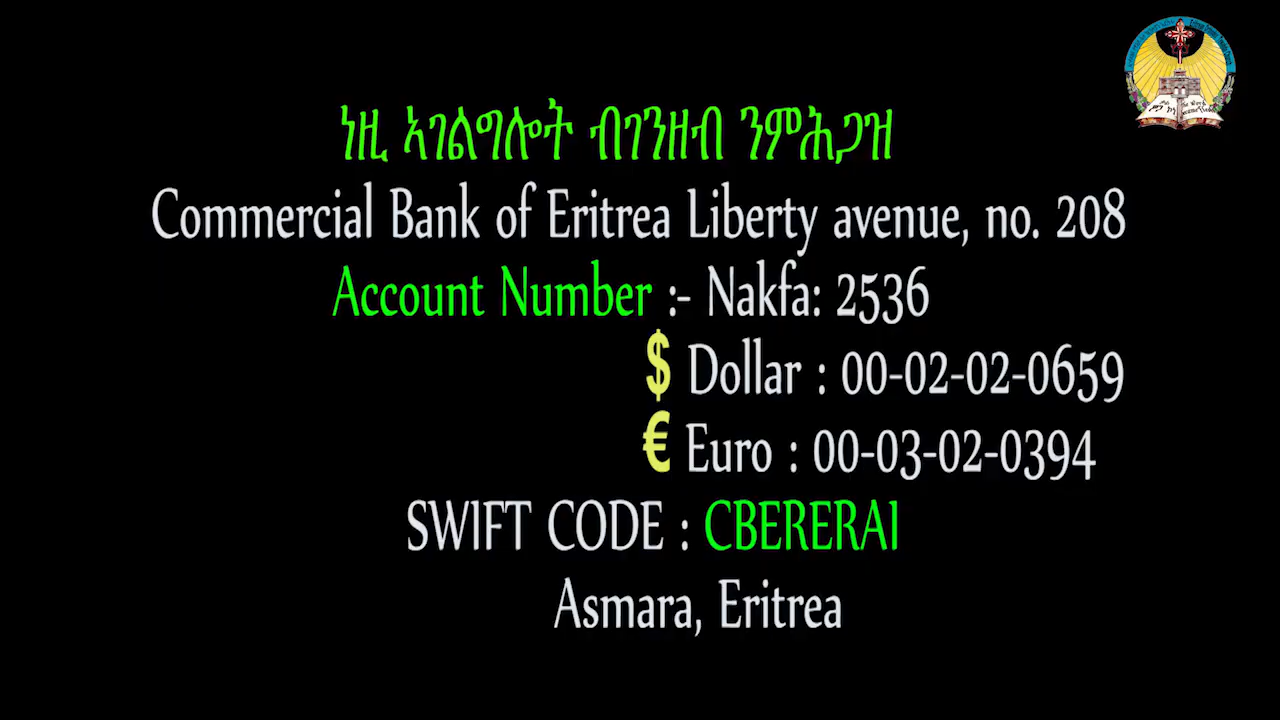 ነዚ ኣገልግሎት ብገንዘብ ንምሕጋዝ
Commercial Bank of Eritrea Liberty avenue, no. 208
Account Number :- Nakfa: 2536
$ Dollar : 00-02-02-0659
€ Euro : 00-03-02-0394
SWIFT CODE : CBERERAI
Asmara, Eritrea